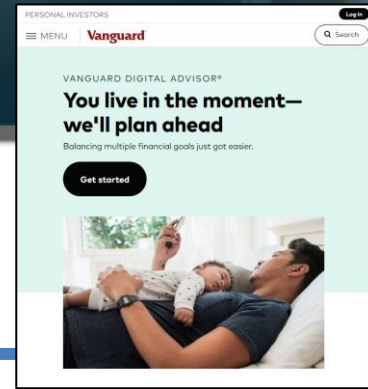 PERSONAL INVESTORS
Log in
MENU
Vanguard
Search
VANGUARD DIGITAL ADVISOR®
You live in the moment—
we'll plan ahead
Balancing multiple financial goals just got easier.
Get started